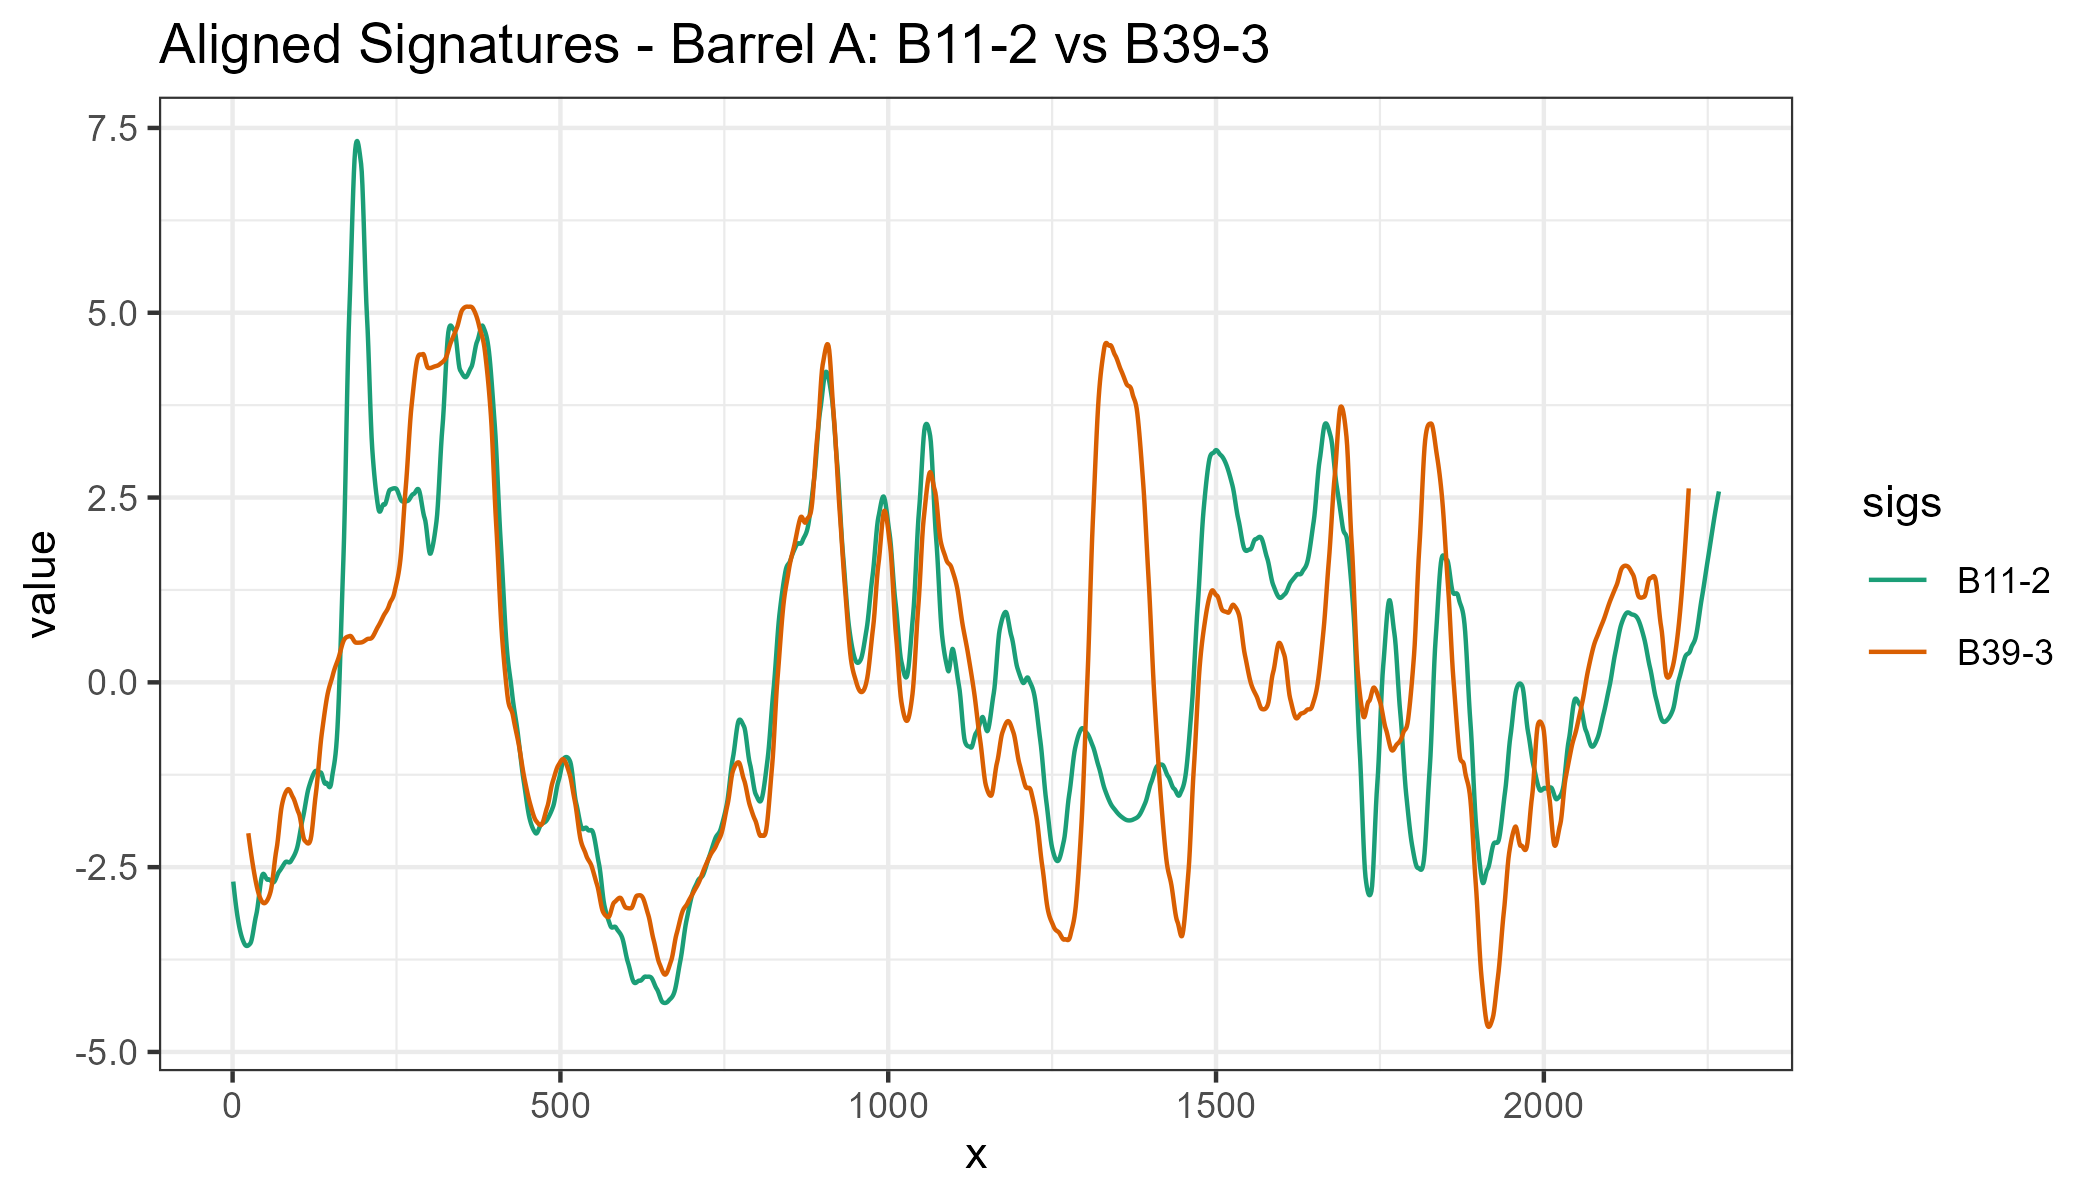 Aligned Signatures - Barrel A: B11-2 vs B39-3
7.5
5.0
2.5
0.0
-2.5
-5.0
value
0 500 1000 1500 2000
x
sigs
B11-2
B39-3